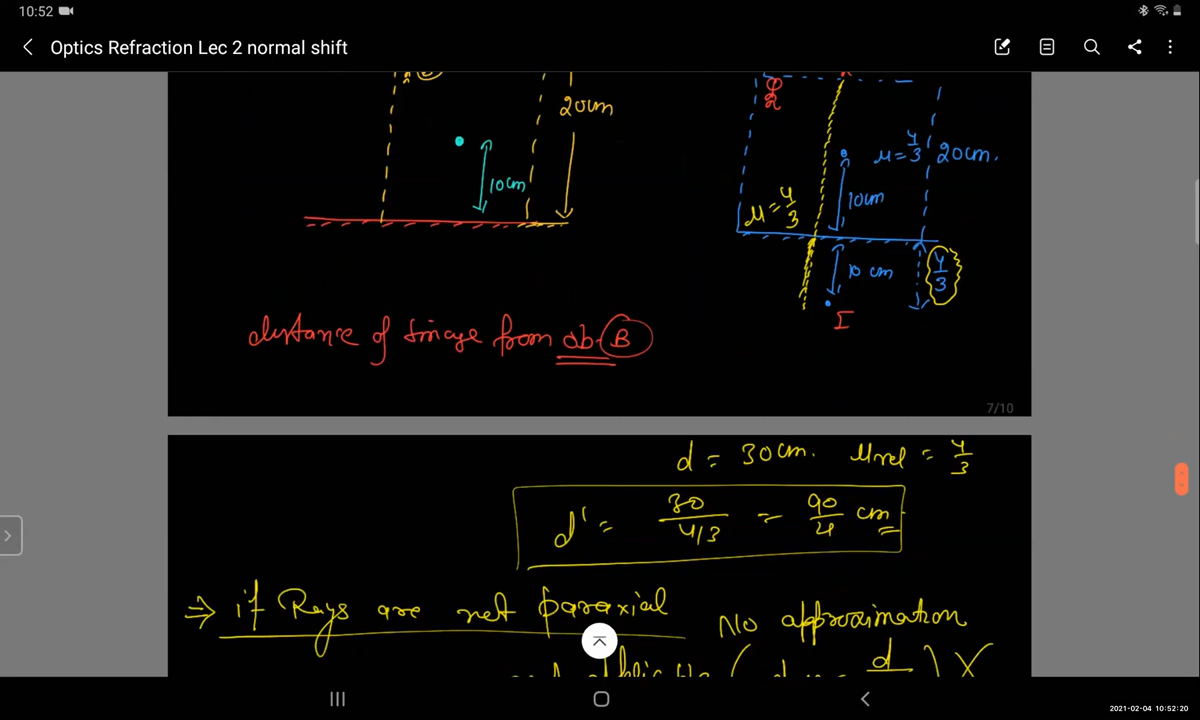 10:52
Optics Refraction Lec 2 normal shift
20cm
10cm
μ = 4/3
20cm.
10cm
μ = 4/3
10 cm
4/3
I
distance of image from ob B
7/10
d = 30cm. μrel = 4/3
d' = 30/4/3 = 90/4 cm
⇒ if Rays are not paraxial
No approximation
2021-02-04 10:52:20